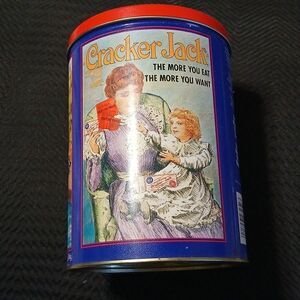 Cracker Jack
THE MORE YOU EAT
THE MORE YOU WANT